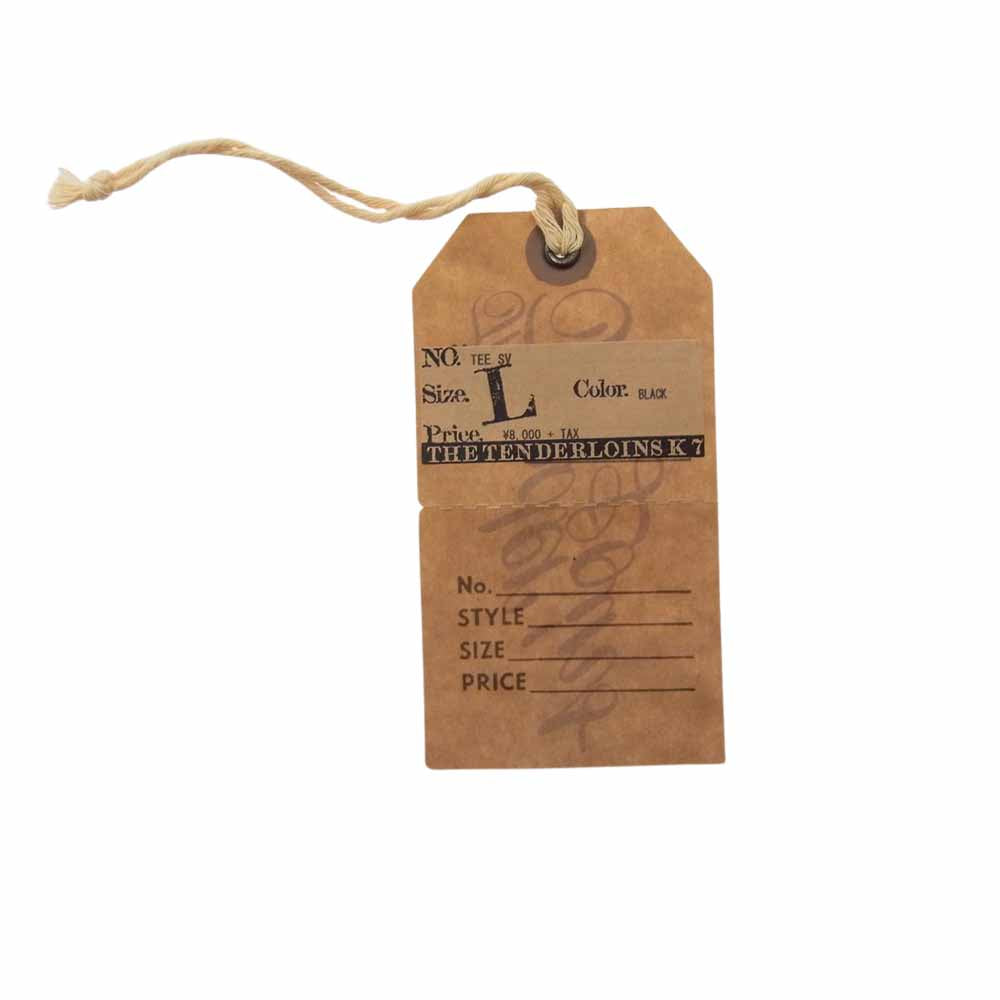 NO. TEE SV
Size. L Color. BLACK
Price. ¥8,000 + TAX
THE TENDERLOINS K 7
No.
STYLE
SIZE
PRICE